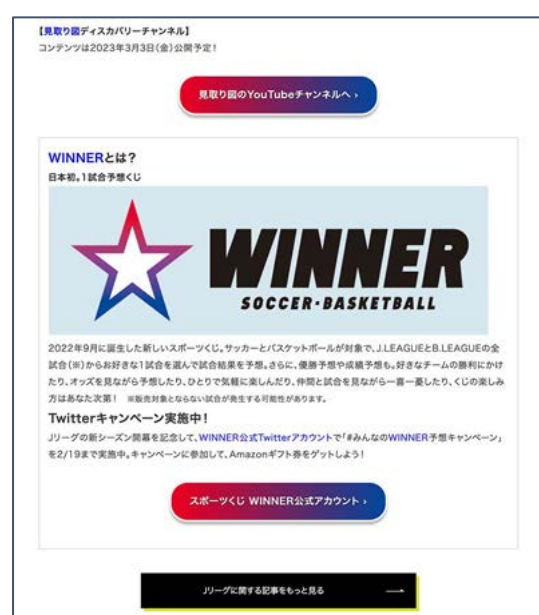 【見取り図ディスカバリーチャンネル】
コンテンツは2023年3月3日(金)公開予定!
見取り図のYouTubeチャンネルへ ›
WINNERとは?
日本初。1試合予想くじ
WINNER
SOCCER・BASKETBALL
2022年9月に誕生した新しいスポーツくじ。サッカーとバスケットボールが対象で、J.LEAGUEとB.LEAGUEの全
試合(※)からお好きな1試合を選んで試合結果を予想。さらに、優勝予想や成績予想も。好きなチームの勝利にかけ
たり、オッズを見ながら予想したり、ひとりで気軽に楽しんだり、仲間と試合を見ながら一喜一憂したり、くじの楽しみ
方はあなた次第! ※販売対象とならない試合が発生する可能性があります。
Twitterキャンペーン実施中!
Jリーグの新シーズン開幕を記念して、WINNER公式Twitterアカウントで「#みんなのWINNER予想キャンペーン」
を2/19まで実施中。キャンペーンに参加して、Amazonギフト券をゲットしよう!
スポーツくじ WINNER公式アカウント ›
Jリーグに関する記事をもっと見る